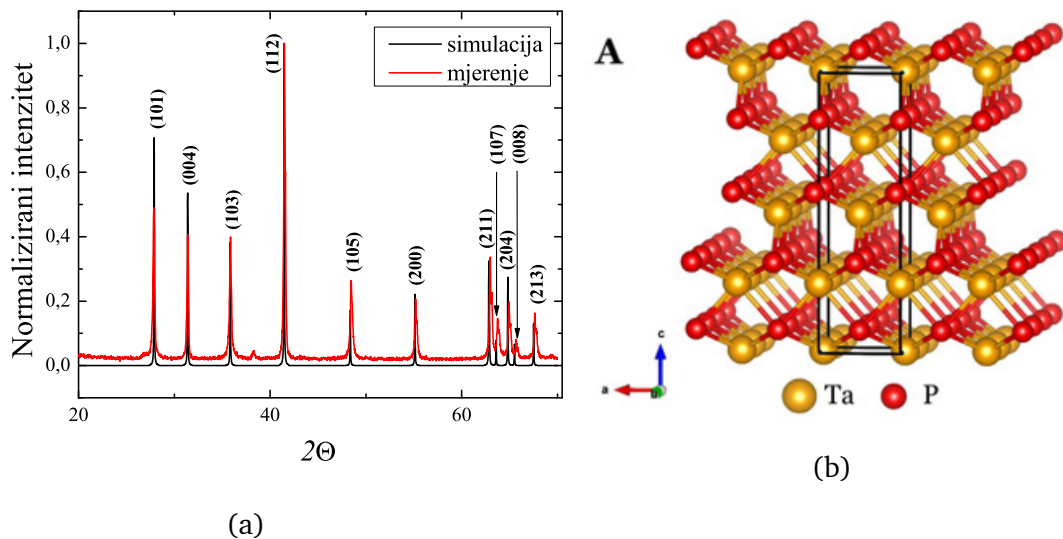 Normalizirani intenzitet
1,0
0,8
0,6
0,4
0,2
0,0
20
40
60
2Θ
simulacija
mjerenje
(101)
(004)
(103)
(112)
(105)
(200)
(211)
(107)
(204)
(008)
(213)
(a)
A
c
a
b
Ta
P
(b)